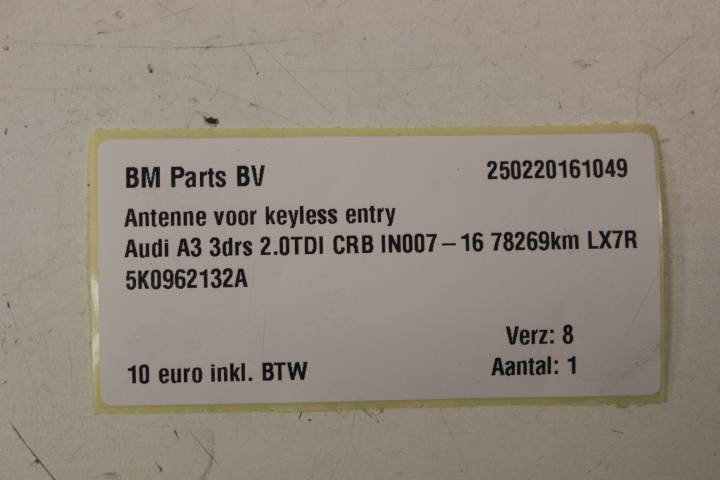 BM Parts BV 250220161049
Antenne voor keyless entry
Audi A3 3drs 2.0TDI CRB IN007-16 78269km LX7R
5K0962132A
Verz: 8
10 euro inkl. BTW Aantal: 1